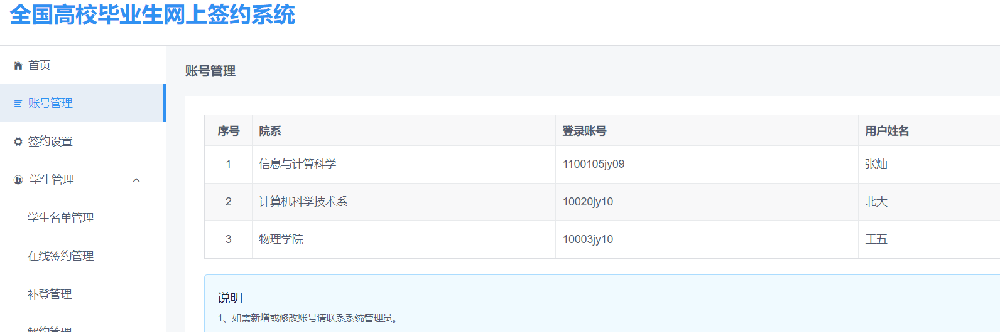 全国高校毕业生网上签约系统
首页
账号管理
签约设置
学生管理
学生名单管理
在线签约管理
补登管理
解约管理
账号管理
序号 院系 登录账号 用户姓名
1 信息与计算科学 1100105jy09 张灿
2 计算机科学技术系 10020jy10 北大
3 物理学院 10003jy10 王五
说明
1、如需新增或修改账号请联系系统管理员。